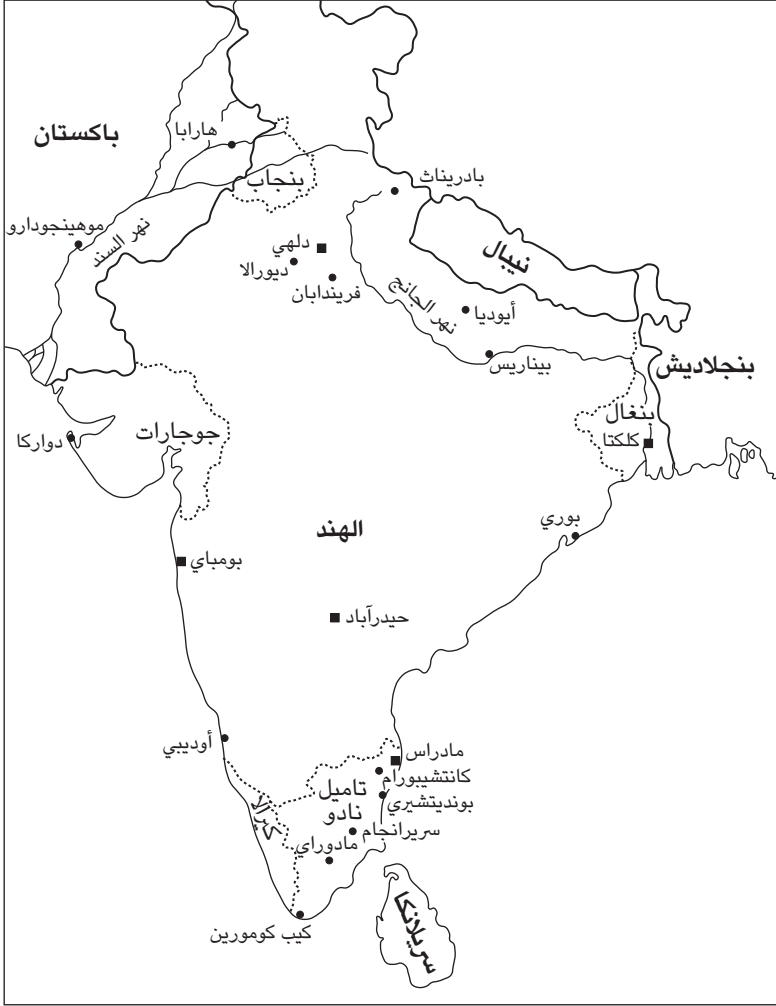 هارابا
باكستان
بادريناث
بنجاب
موهينجودارو
نهر السند
دلهي
نيبال
ديورالا
فريندابان
نهر الجانج
أيوديا
بيناريس
بنجلاديش
بنغال
جوجارات
دواركا
كلكتا
بوري
الهند
بومباي
حيدرآباد
أوديبي
مادراس
كانتشيبورام
تاميل
نادو
بونديتشيري
كيرالا
سريرانجام
مادوراي
كيب كومورين
سريلانكا